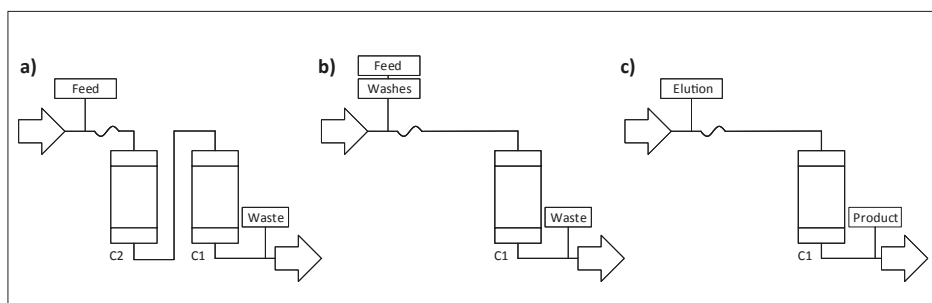 a)
Feed
C2
C1
Waste
b)
Feed
Washes
C1
Waste
c)
Elution
C1
Product